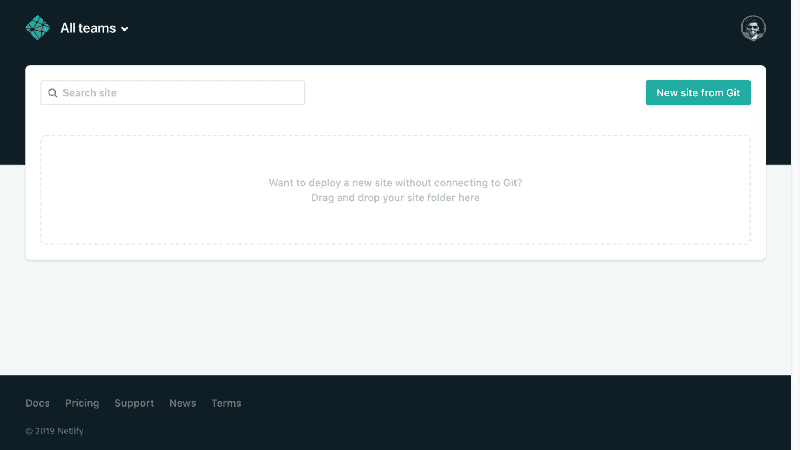 All teams
Search site
New site from Git
Want to deploy a new site without connecting to Git?
Drag and drop your site folder here
Docs Pricing Support News Terms
© 2019 Netlify